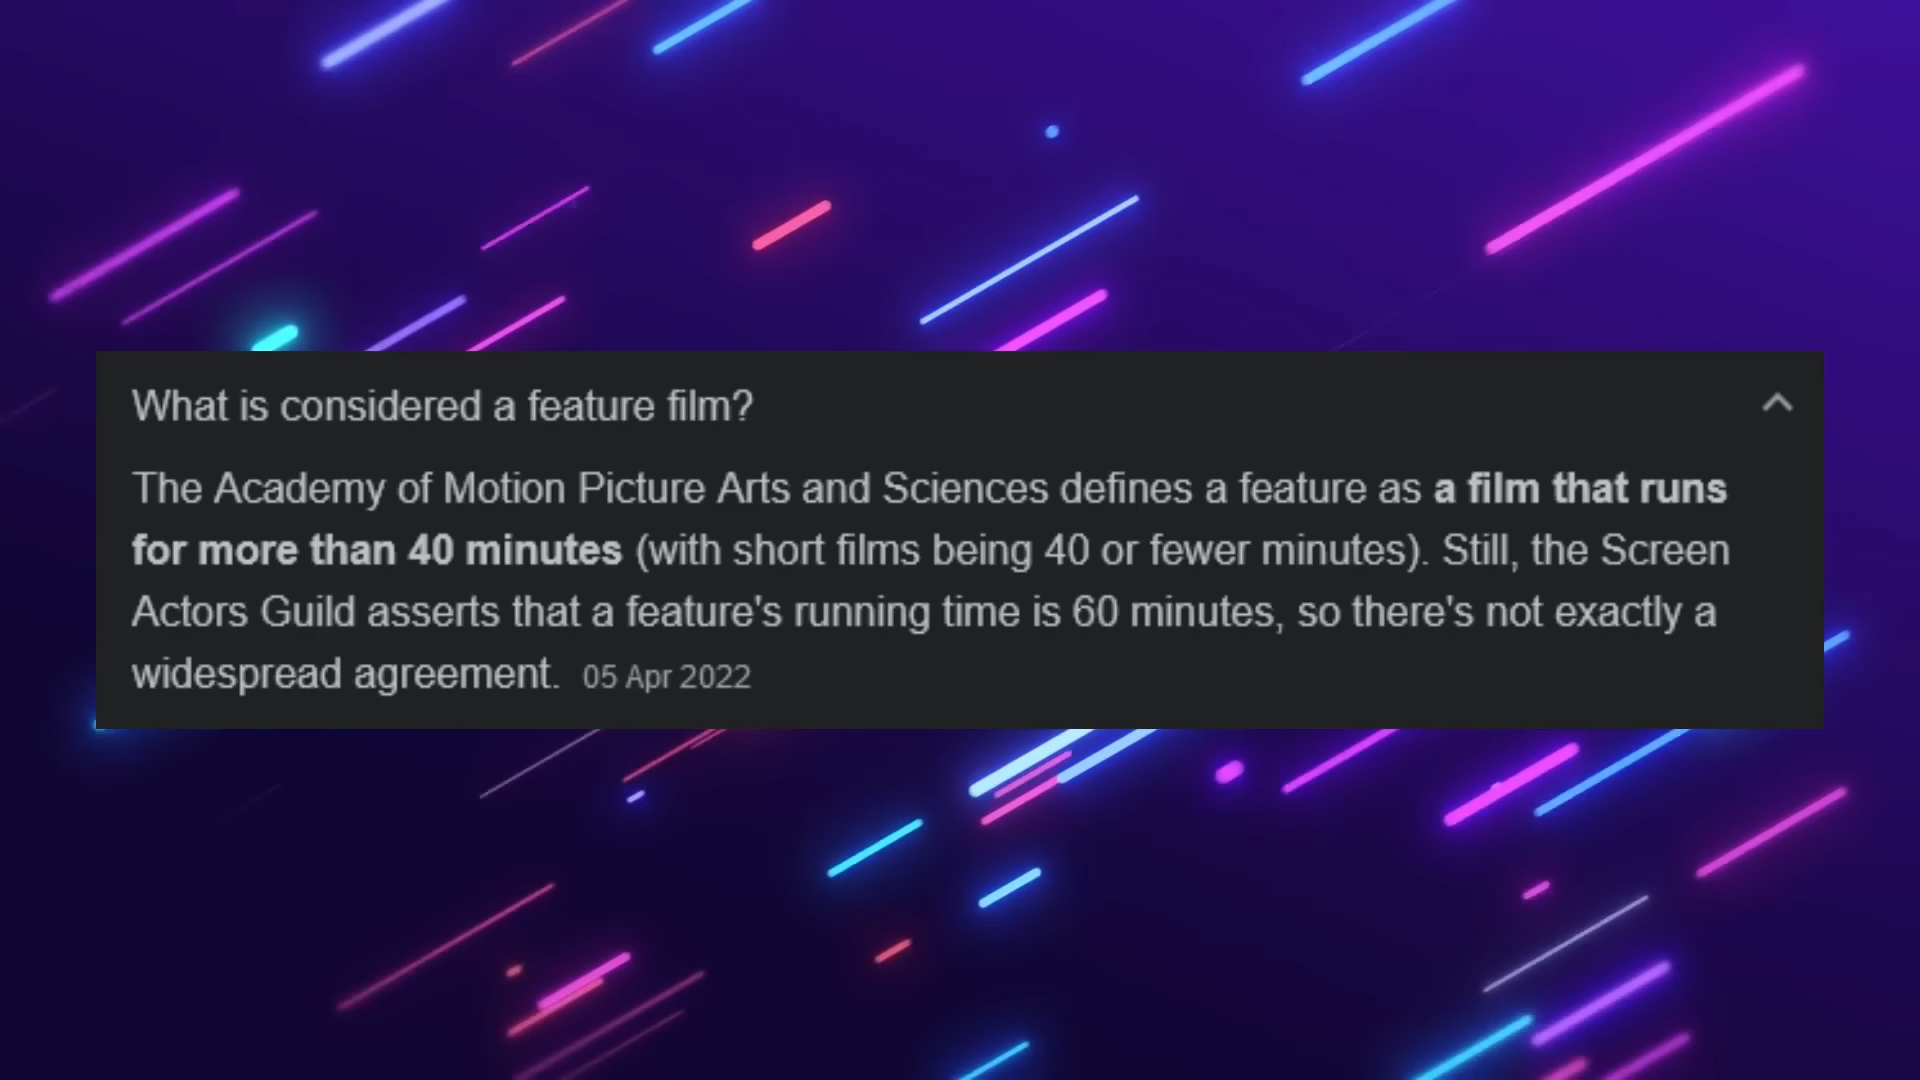 What is considered a feature film?
The Academy of Motion Picture Arts and Sciences defines a feature as a film that runs
for more than 40 minutes (with short films being 40 or fewer minutes). Still, the Screen
Actors Guild asserts that a feature's running time is 60 minutes, so there's not exactly a
widespread agreement. 05 Apr 2022